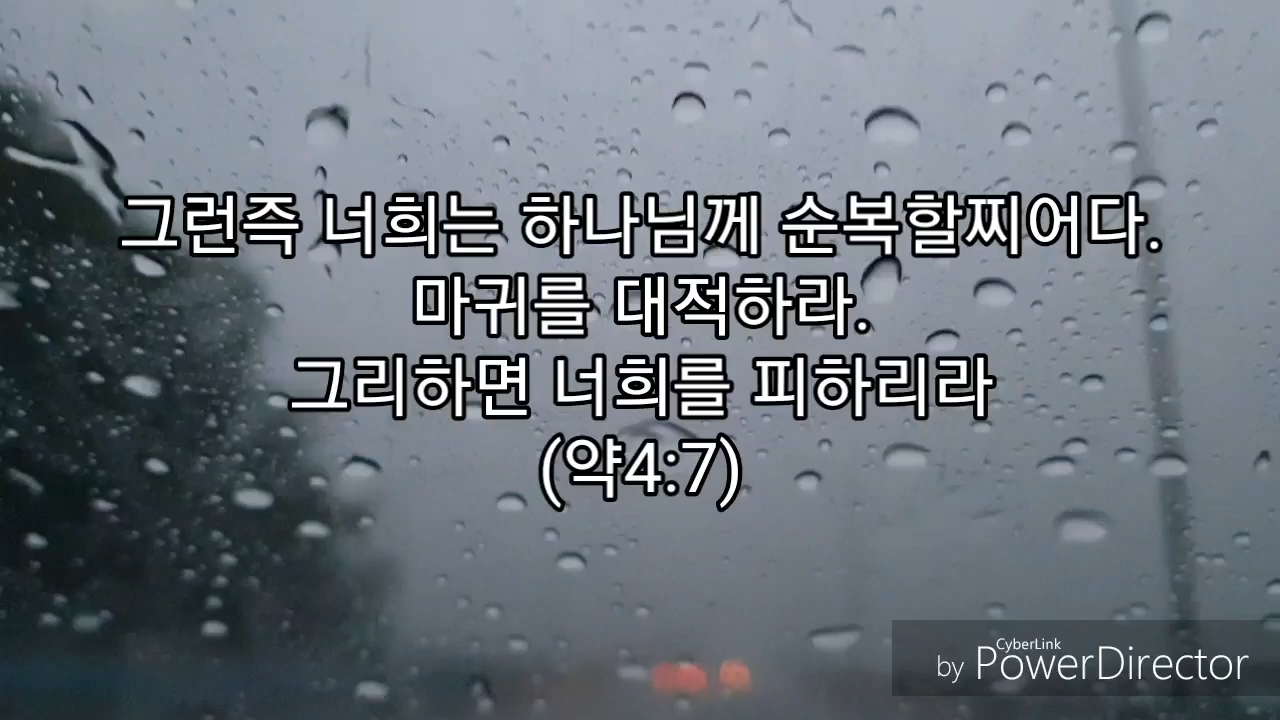 그런즉 너희는 하나님께 순복할찌어다.
마귀를 대적하라.
그리하면 너희를 피하리라
(약4:7)
CyberLink
by PowerDirector